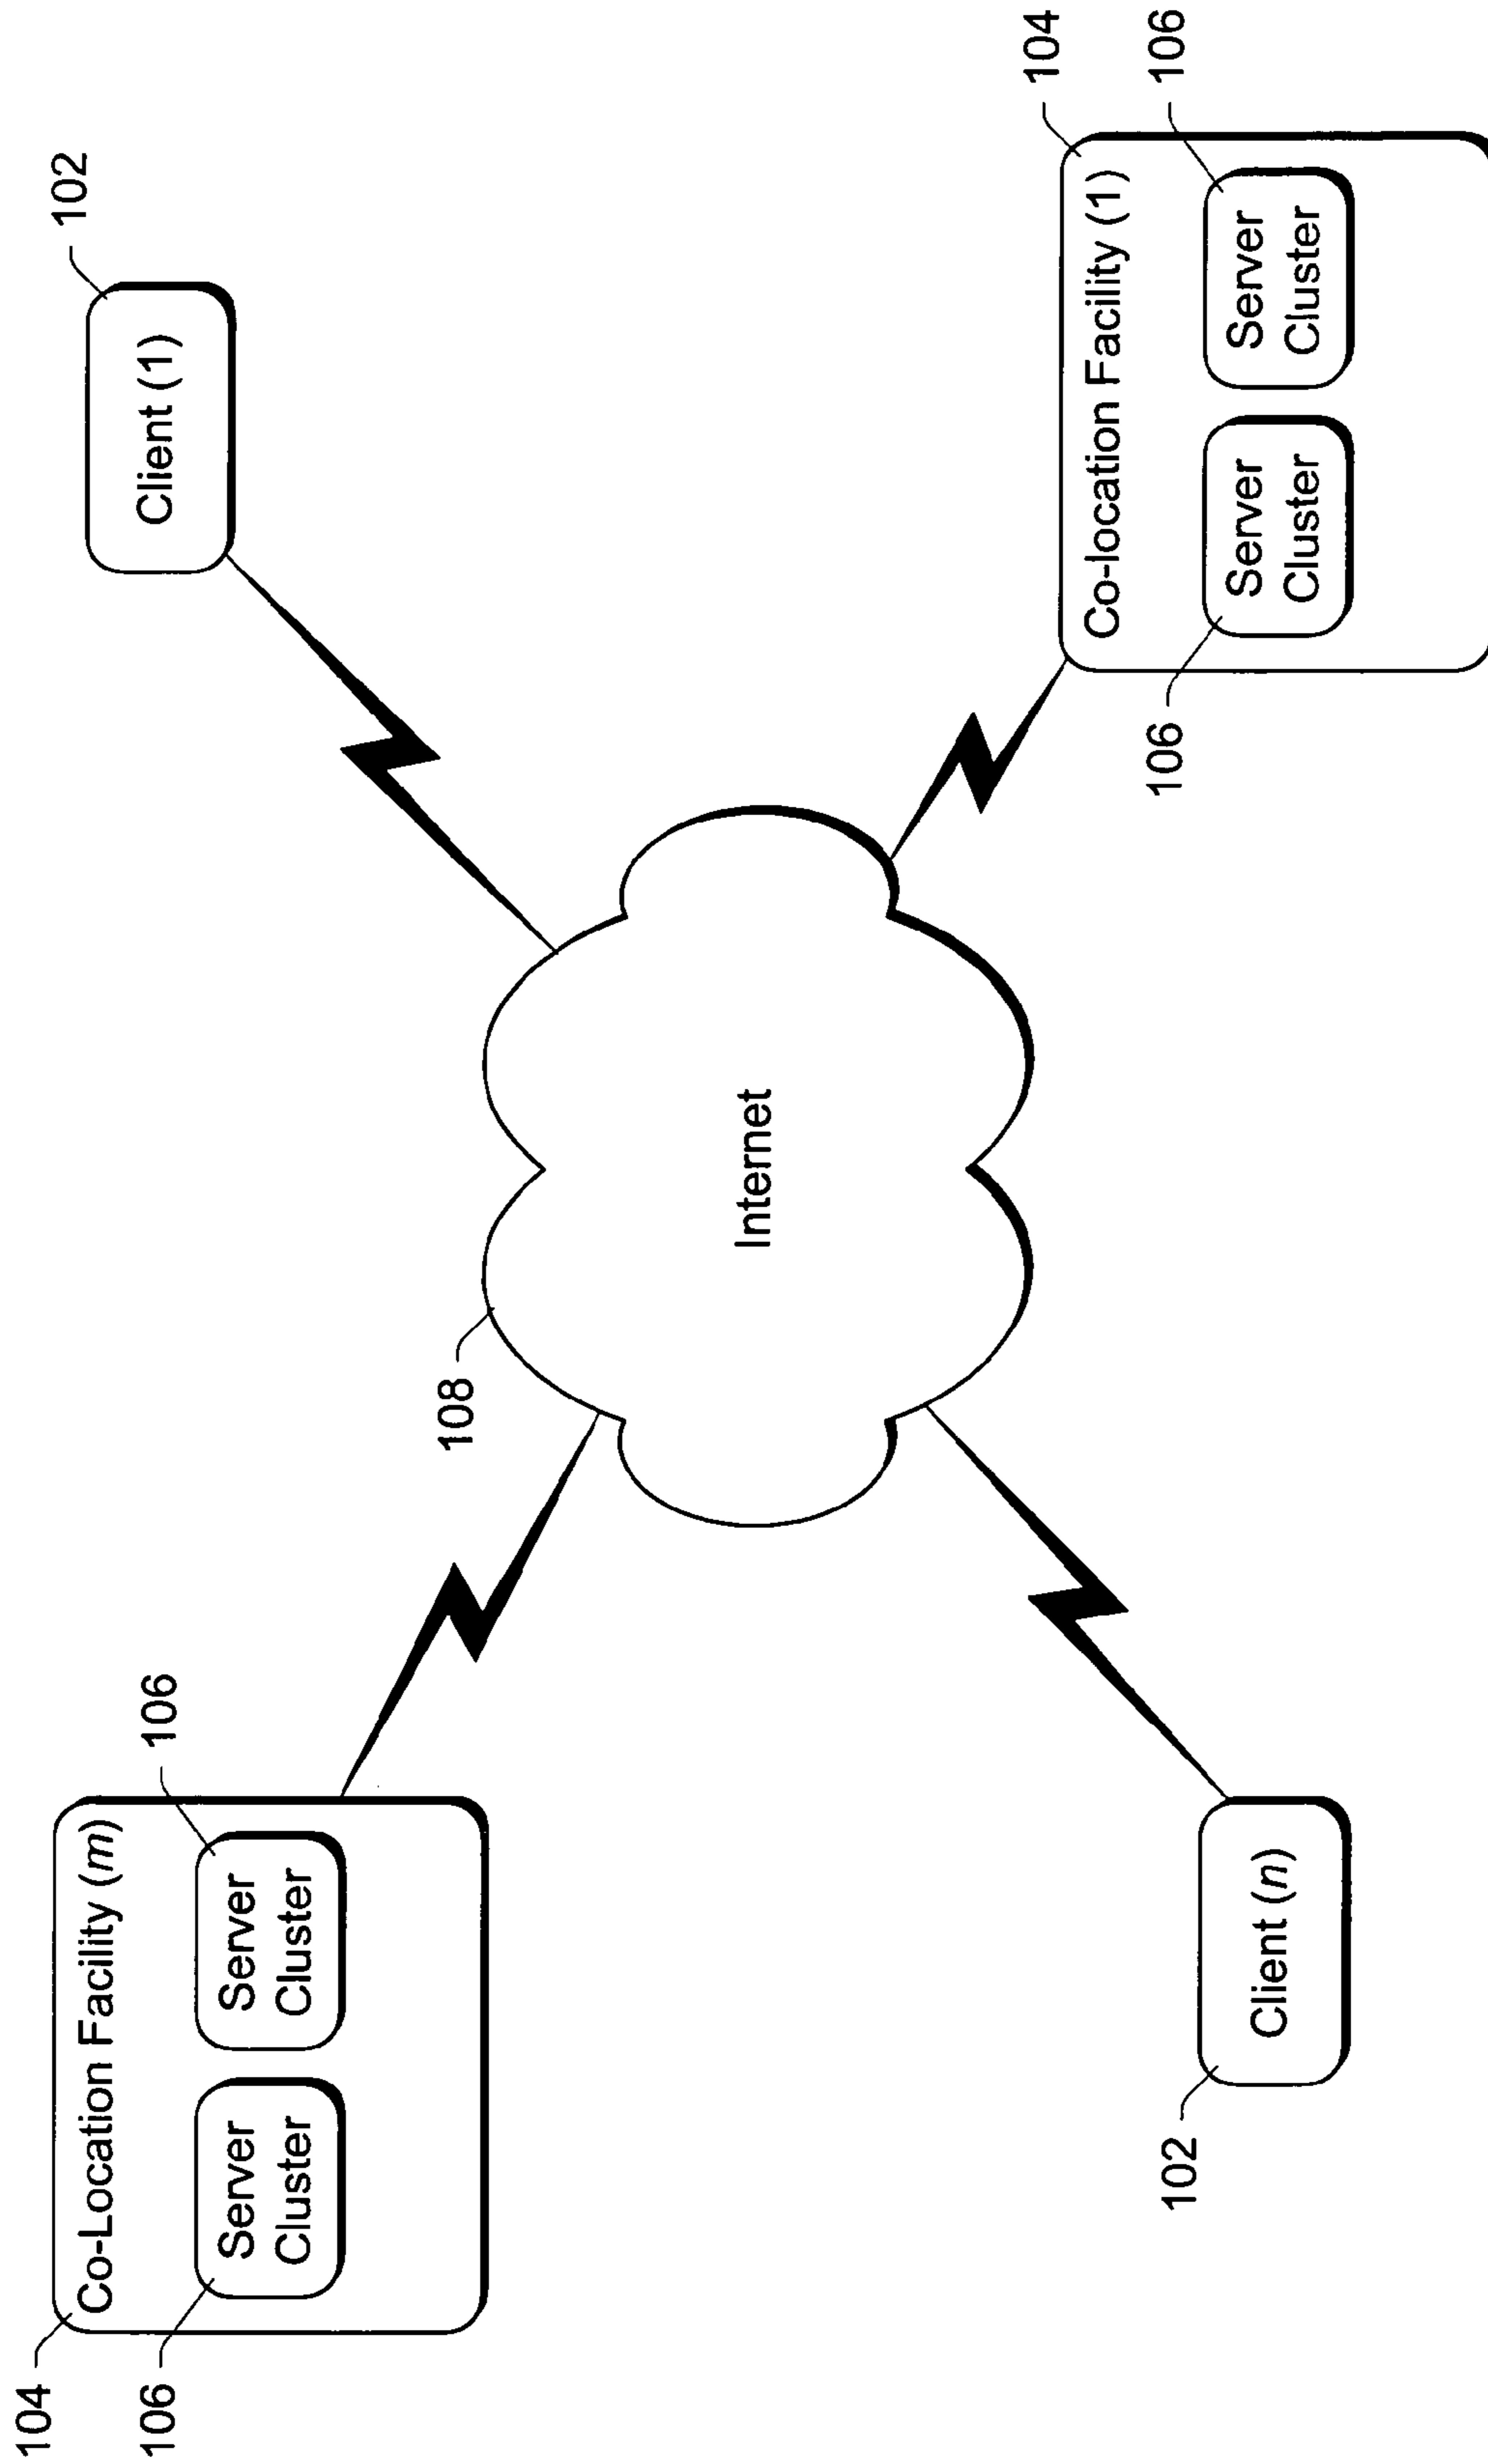 104
Co-Location Facility (m)
106
Server
Cluster
Server
Cluster
106
102
Client (1)
108
Internet
102
Client (n)
104
Co-location Facility (1)
106
Server
Cluster
Server
Cluster
106